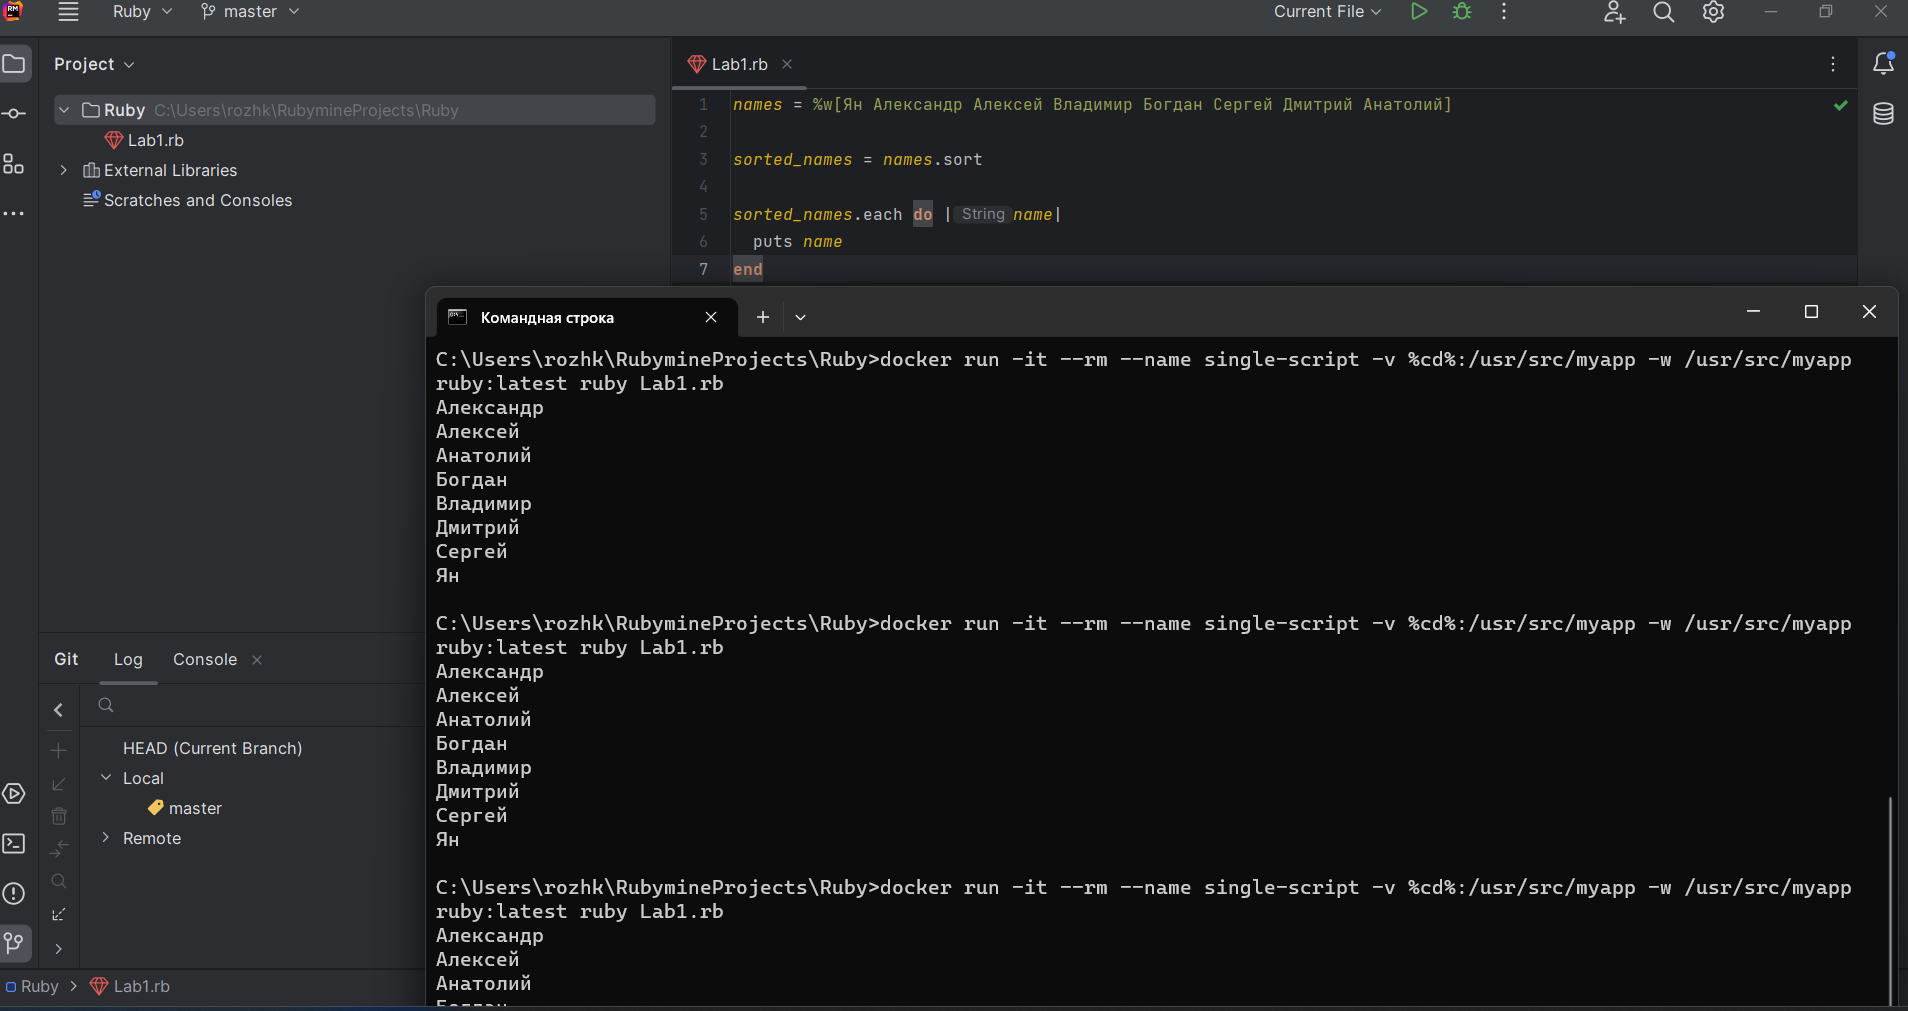 RM Ruby master Current File
Project
Ruby C:\Users\rozhk\RubymineProjects\Ruby
Lab1.rb
External Libraries
Scratches and Consoles
Lab1.rb
1 names = %w[Ян Александр Алексей Владимир Богдан Сергей Дмитрий Анатолий]
2
3 sorted_names = names.sort
4
5 sorted_names.each do |String name|
6 puts name
7 end
Командная строка
C:\Users\rozhk\RubymineProjects\Ruby>docker run -it --rm --name single-script -v %cd%:/usr/src/myapp -w /usr/src/myapp
ruby:latest ruby Lab1.rb
Александр
Алексей
Анатолий
Богдан
Владимир
Дмитрий
Сергей
Ян
C:\Users\rozhk\RubymineProjects\Ruby>docker run -it --rm --name single-script -v %cd%:/usr/src/myapp -w /usr/src/myapp
ruby:latest ruby Lab1.rb
Александр
Алексей
Анатолий
Богдан
Владимир
Дмитрий
Сергей
Ян
C:\Users\rozhk\RubymineProjects\Ruby>docker run -it --rm --name single-script -v %cd%:/usr/src/myapp -w /usr/src/myapp
ruby:latest ruby Lab1.rb
Александр
Алексей
Анатолий
Богдан
Git Log Console
HEAD (Current Branch)
Local
master
Remote
Ruby Lab1.rb